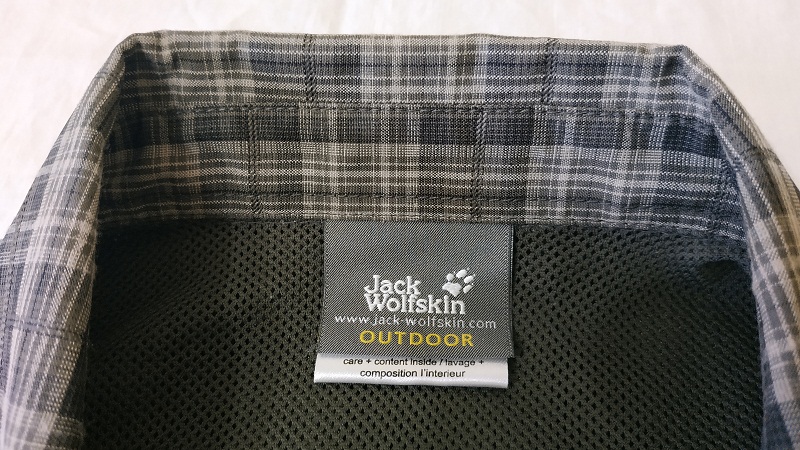 Jack
Wolfskin
www.jack-wolfskin.com
OUTDOOR
care + content inside / lavage +
composition l'interieur